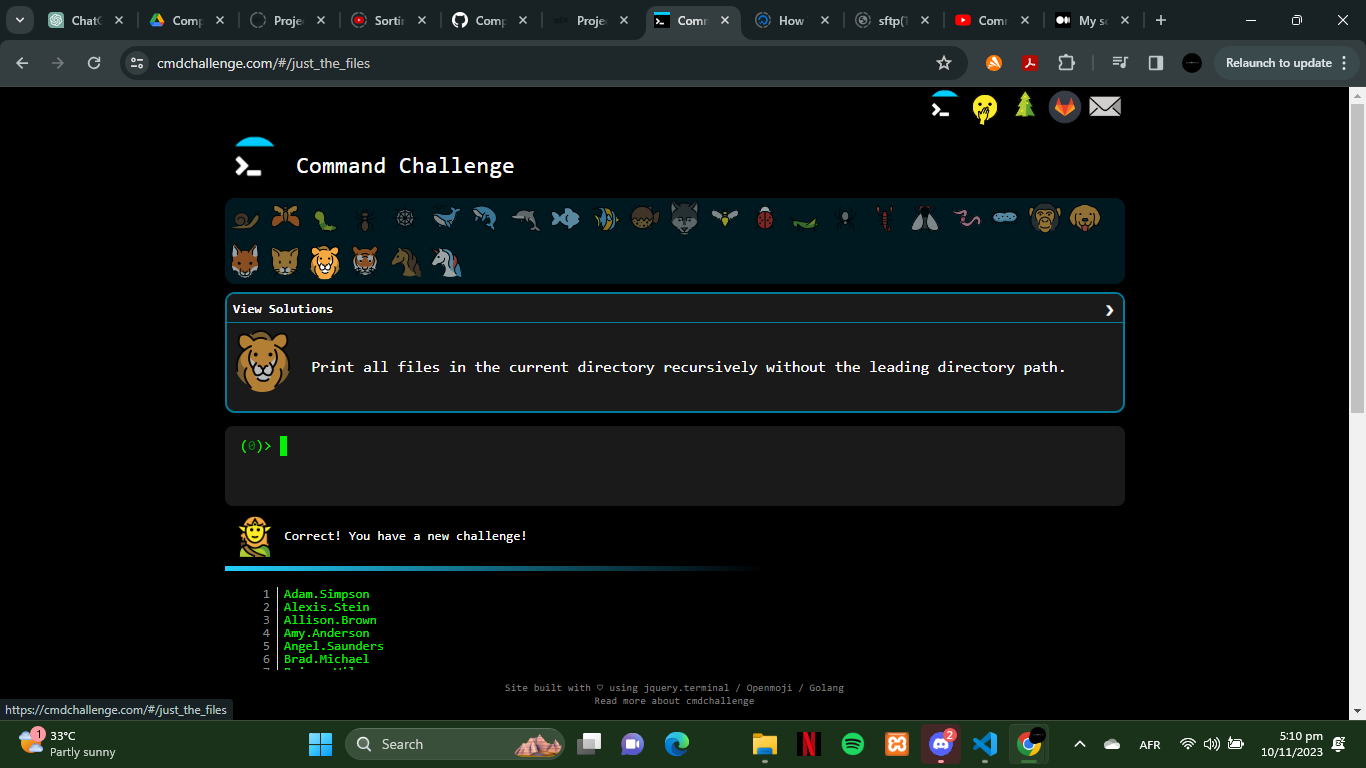 ChatG
Comp
Proje
Sortin
Comp
Proje
Comm
How
sftp(1
Comm
My so
cmdchallenge.com/#/just_the_files
Relaunch to update
Command Challenge
View Solutions
Print all files in the current directory recursively without the leading directory path.
(0)>
Correct! You have a new challenge!
1 Adam.Simpson
2 Alexis.Stein
3 Allison.Brown
4 Amy.Anderson
5 Angel.Saunders
6 Brad.Michael
Site built with ♡ using jquery.terminal / Openmoji / Golang
Read more about cmdchallenge
https://cmdchallenge.com/#/just_the_files
1
33°C
Partly sunny
Search
2
AFR
5:10 pm
10/11/2023